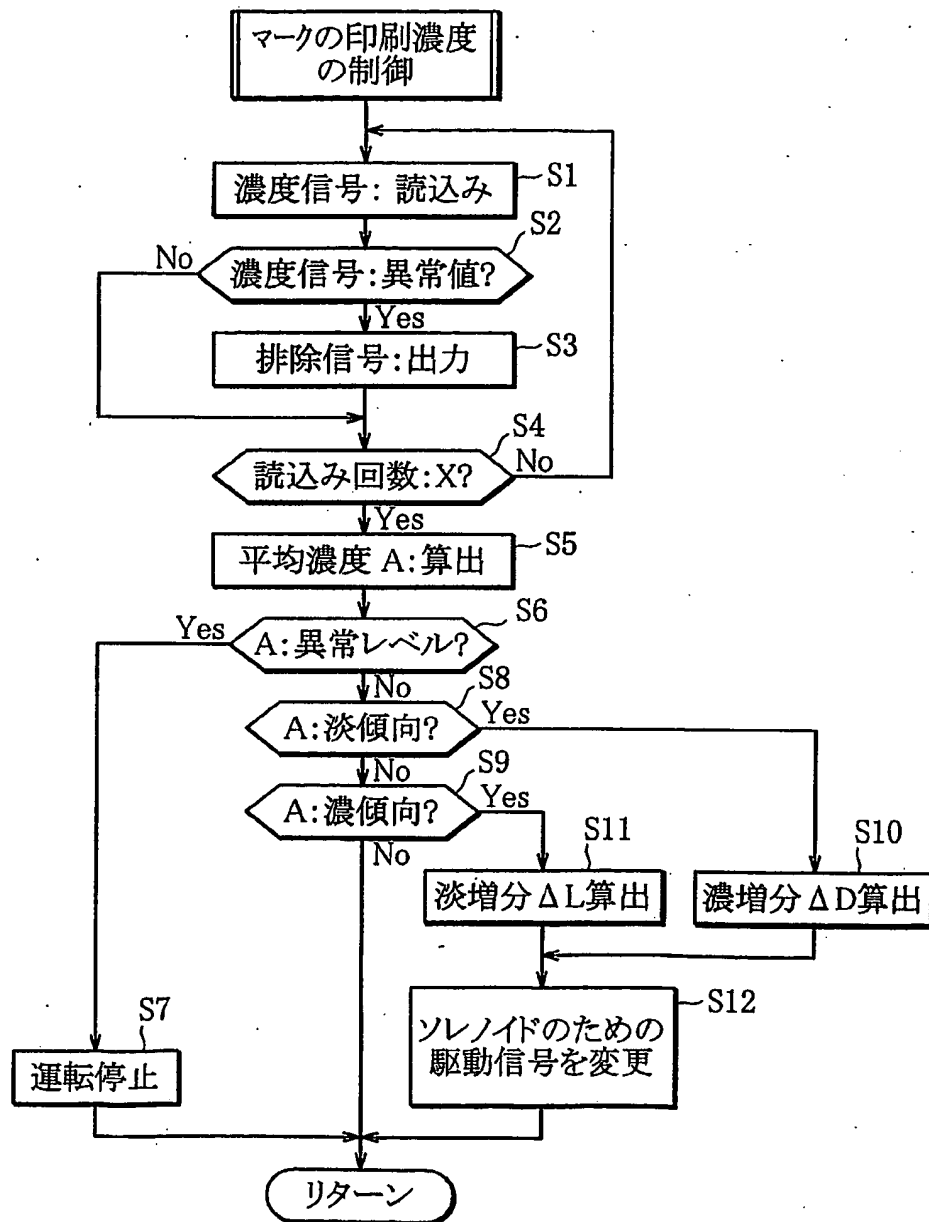 マークの印刷濃度
の制御
S1
濃度信号: 読込み
S2
No
濃度信号:異常値?
Yes
S3
排除信号:出力
S4
読込み回数:X?
No
Yes
S5
平均濃度 A:算出
S6
Yes
A:異常レベル?
No
S8
A:淡傾向?
Yes
No
S9
A:濃傾向?
Yes
No
S11
S10
淡増分 ΔL算出
濃増分 ΔD算出
S7
S12
運転停止
ソレノイドのための
駆動信号を変更
リターン